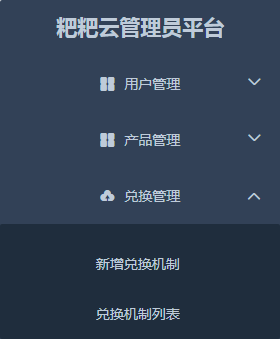 粑粑云管理员平台
用户管理
产品管理
兑换管理
新增兑换机制
兑换机制列表